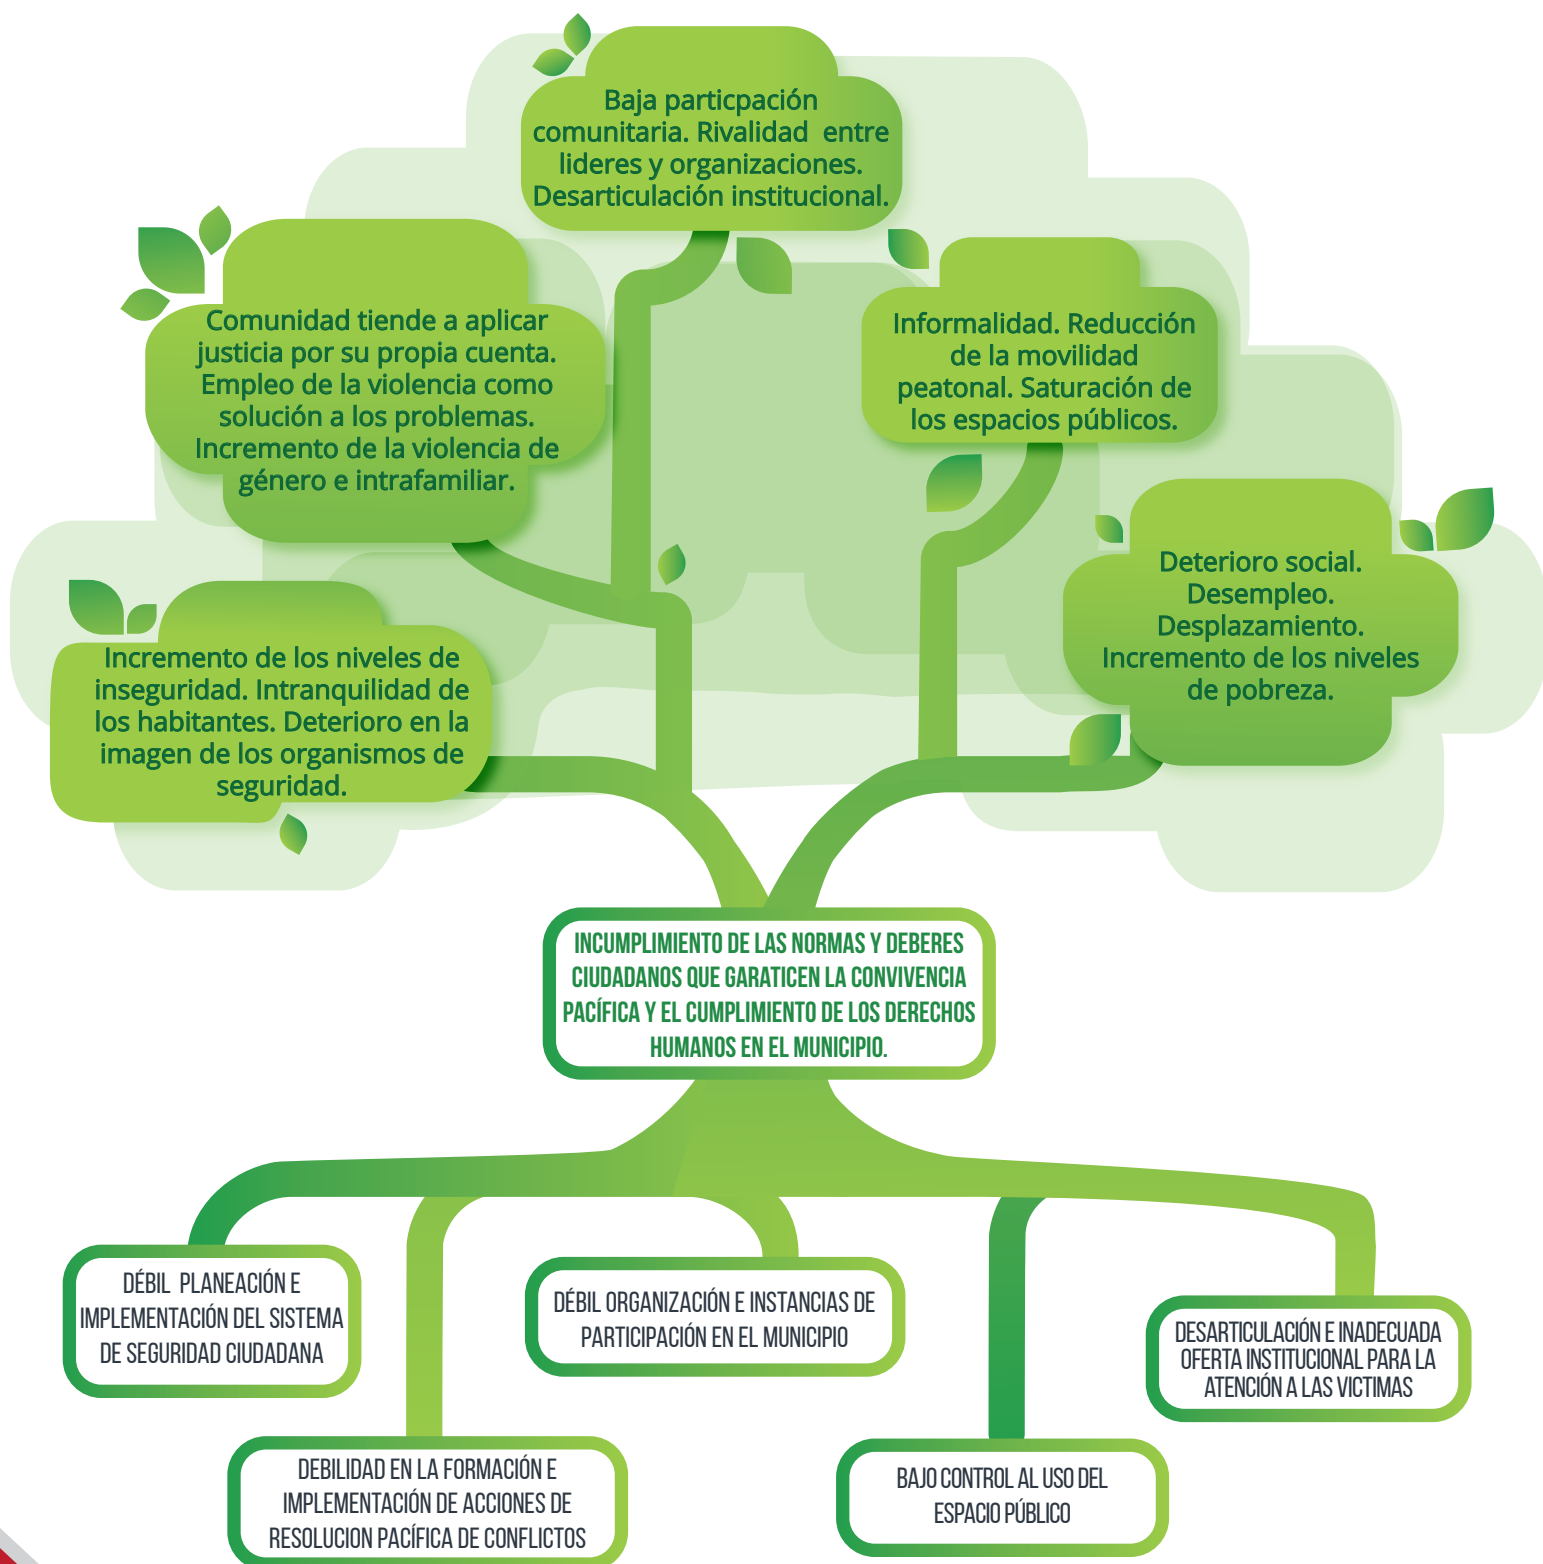 Baja particpación
comunitaria. Rivalidad entre
lideres y organizaciones.
Desarticulación institucional.
Comunidad tiende a aplicar
justicia por su propia cuenta.
Empleo de la violencia como
solución a los problemas.
Incremento de la violencia de
género e intrafamiliar.
Informalidad. Reducción
de la movilidad
peatonal. Saturación de
los espacios públicos.
Deterioro social.
Desempleo.
Desplazamiento.
Incremento de los niveles
de pobreza.
Incremento de los niveles de
inseguridad. Intranquilidad de
los habitantes. Deterioro en la
imagen de los organismos de
seguridad.
INCUMPLIMIENTO DE LAS NORMAS Y DEBERES
CIUDADANOS QUE GARATICEN LA CONVIVENCIA
PACÍFICA Y EL CUMPLIMIENTO DE LOS DERECHOS
HUMANOS EN EL MUNICIPIO.
DÉBIL PLANEACIÓN E
IMPLEMENTACIÓN DEL SISTEMA
DE SEGURIDAD CIUDADANA
DÉBIL ORGANIZACIÓN E INSTANCIAS DE
PARTICIPACIÓN EN EL MUNICIPIO
DESARTICULACIÓN E INADECUADA
OFERTA INSTITUCIONAL PARA LA
ATENCIÓN A LAS VICTIMAS
DEBILIDAD EN LA FORMACIÓN E
IMPLEMENTACIÓN DE ACCIONES DE
RESOLUCION PACÍFICA DE CONFLICTOS
BAJO CONTROL AL USO DEL
ESPACIO PÚBLICO